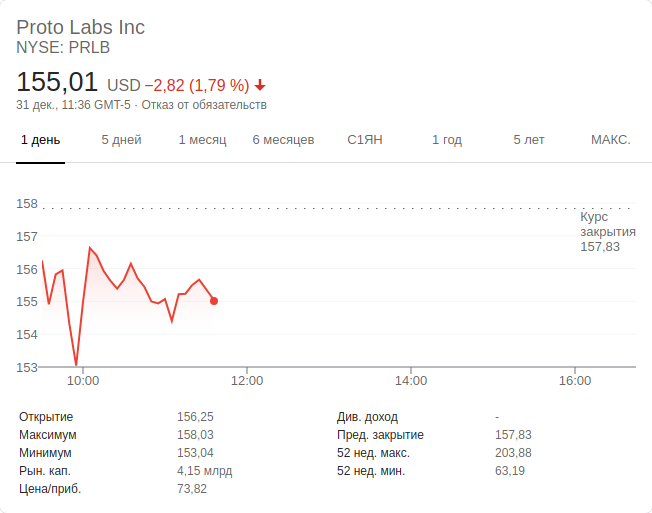 Proto Labs Inc
NYSE: PRLB
155,01 USD −2,82 (1,79 %)
31 дек., 11:36 GMT-5 · Отказ от обязательств
1 день 5 дней 1 месяц 6 месяцев С1ЯН 1 год 5 лет МАКС.
158
Курс
закрытия
157,83
157
156
155
154
153
10:00 12:00 14:00 16:00
Открытие 156,25 Див. доход -
Максимум 158,03 Пред. закрытие 157,83
Минимум 153,04 52 нед. макс. 203,88
Рын. кап. 4,15 млрд 52 нед. мин. 63,19
Цена/приб. 73,82